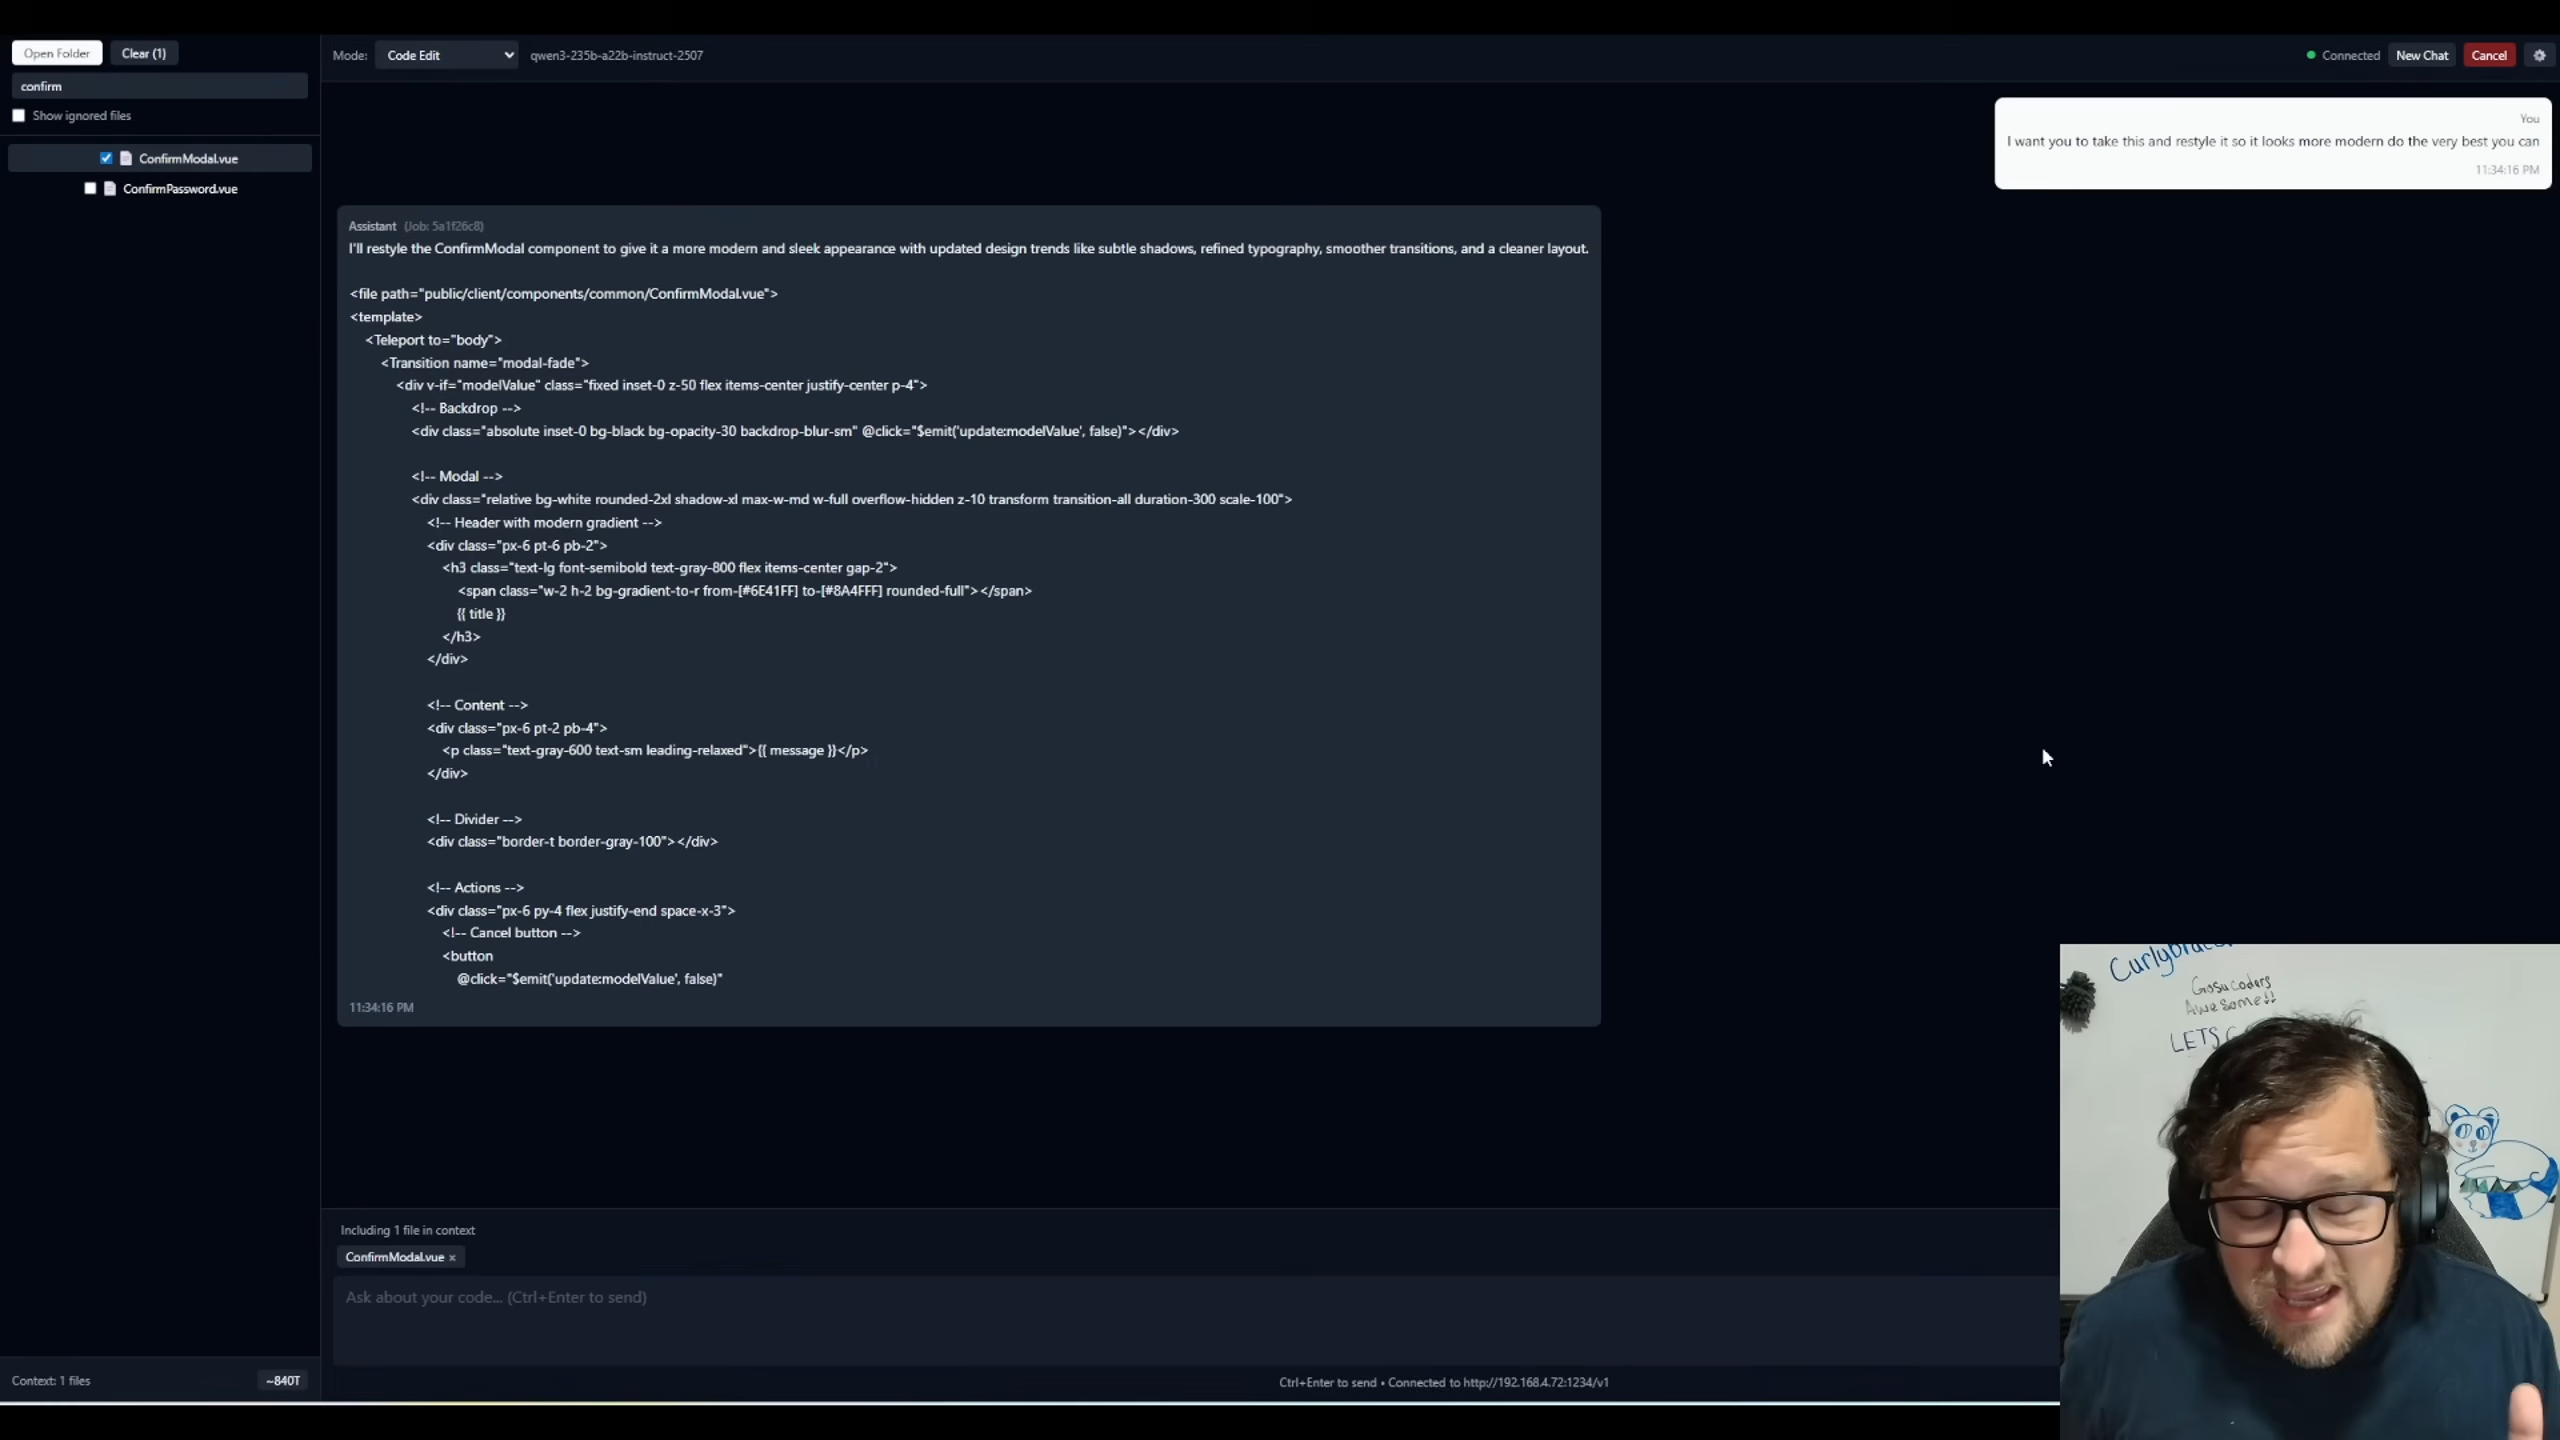 Open Folder
Clear (1)
confirm
Show ignored files
ConfirmModal.vue
ConfirmPassword.vue
Context: 1 files
~840T
Mode:
Code Edit
qwen3-235b-a22b-instruct-2507
Connected
New Chat
Cancel
You
I want you to take this and restyle it so it looks more modern do the very best you can
11:34:16 PM
Assistant (Job: 5a1f26c8)
I'll restyle the ConfirmModal component to give it a more modern and sleek appearance with updated design trends like subtle shadows, refined typography, smoother transitions, and a cleaner layout.
<file path="public/client/components/common/ConfirmModal.vue">
<template>
<Teleport to="body">
<Transition name="modal-fade">
<div v-if="modelValue" class="fixed inset-0 z-50 flex items-center justify-center p-4">
<!-- Backdrop -->
<div class="absolute inset-0 bg-black bg-opacity-30 backdrop-blur-sm" @click="$emit('update:modelValue', false)"></div>
<!-- Modal -->
<div class="relative bg-white rounded-2xl shadow-xl max-w-md w-full overflow-hidden z-10 transform transition-all duration-300 scale-100">
<!-- Header with modern gradient -->
<div class="px-6 pt-6 pb-2">
<h3 class="text-lg font-semibold text-gray-800 flex items-center gap-2">
<span class="w-2 h-2 bg-gradient-to-r from-[#6E41FF] to-[#8A4FFF] rounded-full"></span>
{{ title }}
</h3>
</div>
<!-- Content -->
<div class="px-6 pt-2 pb-4">
<p class="text-gray-600 text-sm leading-relaxed">{{ message }}</p>
</div>
<!-- Divider -->
<div class="border-t border-gray-100"></div>
<!-- Actions -->
<div class="px-6 py-4 flex justify-end space-x-3">
<!-- Cancel button -->
<button
@click="$emit('update:modelValue', false)"
11:34:16 PM
Including 1 file in context
ConfirmModal.vue ×
Ask about your code... (Ctrl+Enter to send)
Ctrl+Enter to send • Connected to http://192.168.4.72:1234/v1
Gosucoders
Awesome!!
LETS